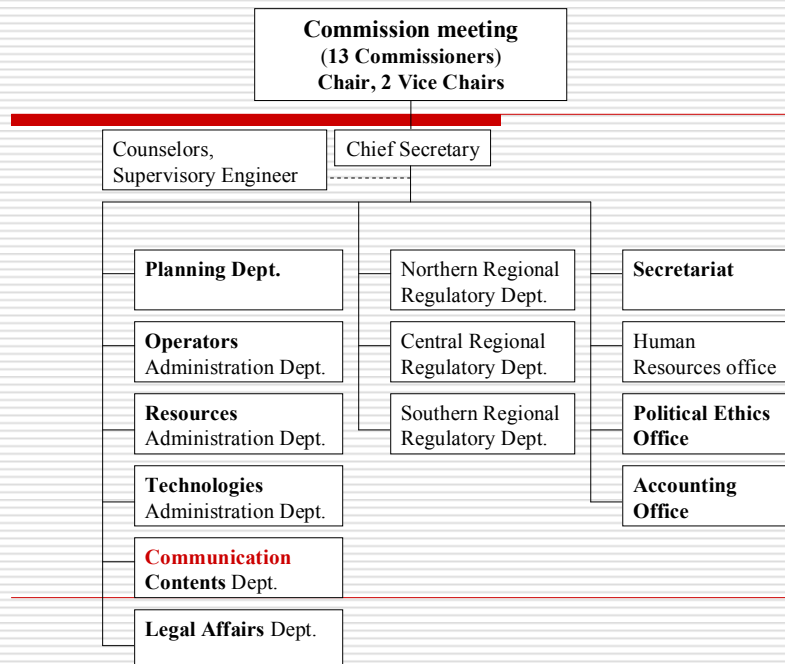 Commission meeting
(13 Commissioners)
Chair, 2 Vice Chairs
Counselors,
Supervisory Engineer
Chief Secretary
Planning Dept.
Operators
Administration Dept.
Resources
Administration Dept.
Technologies
Administration Dept.
Communication
Contents Dept.
Legal Affairs Dept.
Northern Regional
Regulatory Dept.
Central Regional
Regulatory Dept.
Southern Regional
Regulatory Dept.
Secretariat
Human
Resources office
Political Ethics
Office
Accounting
Office